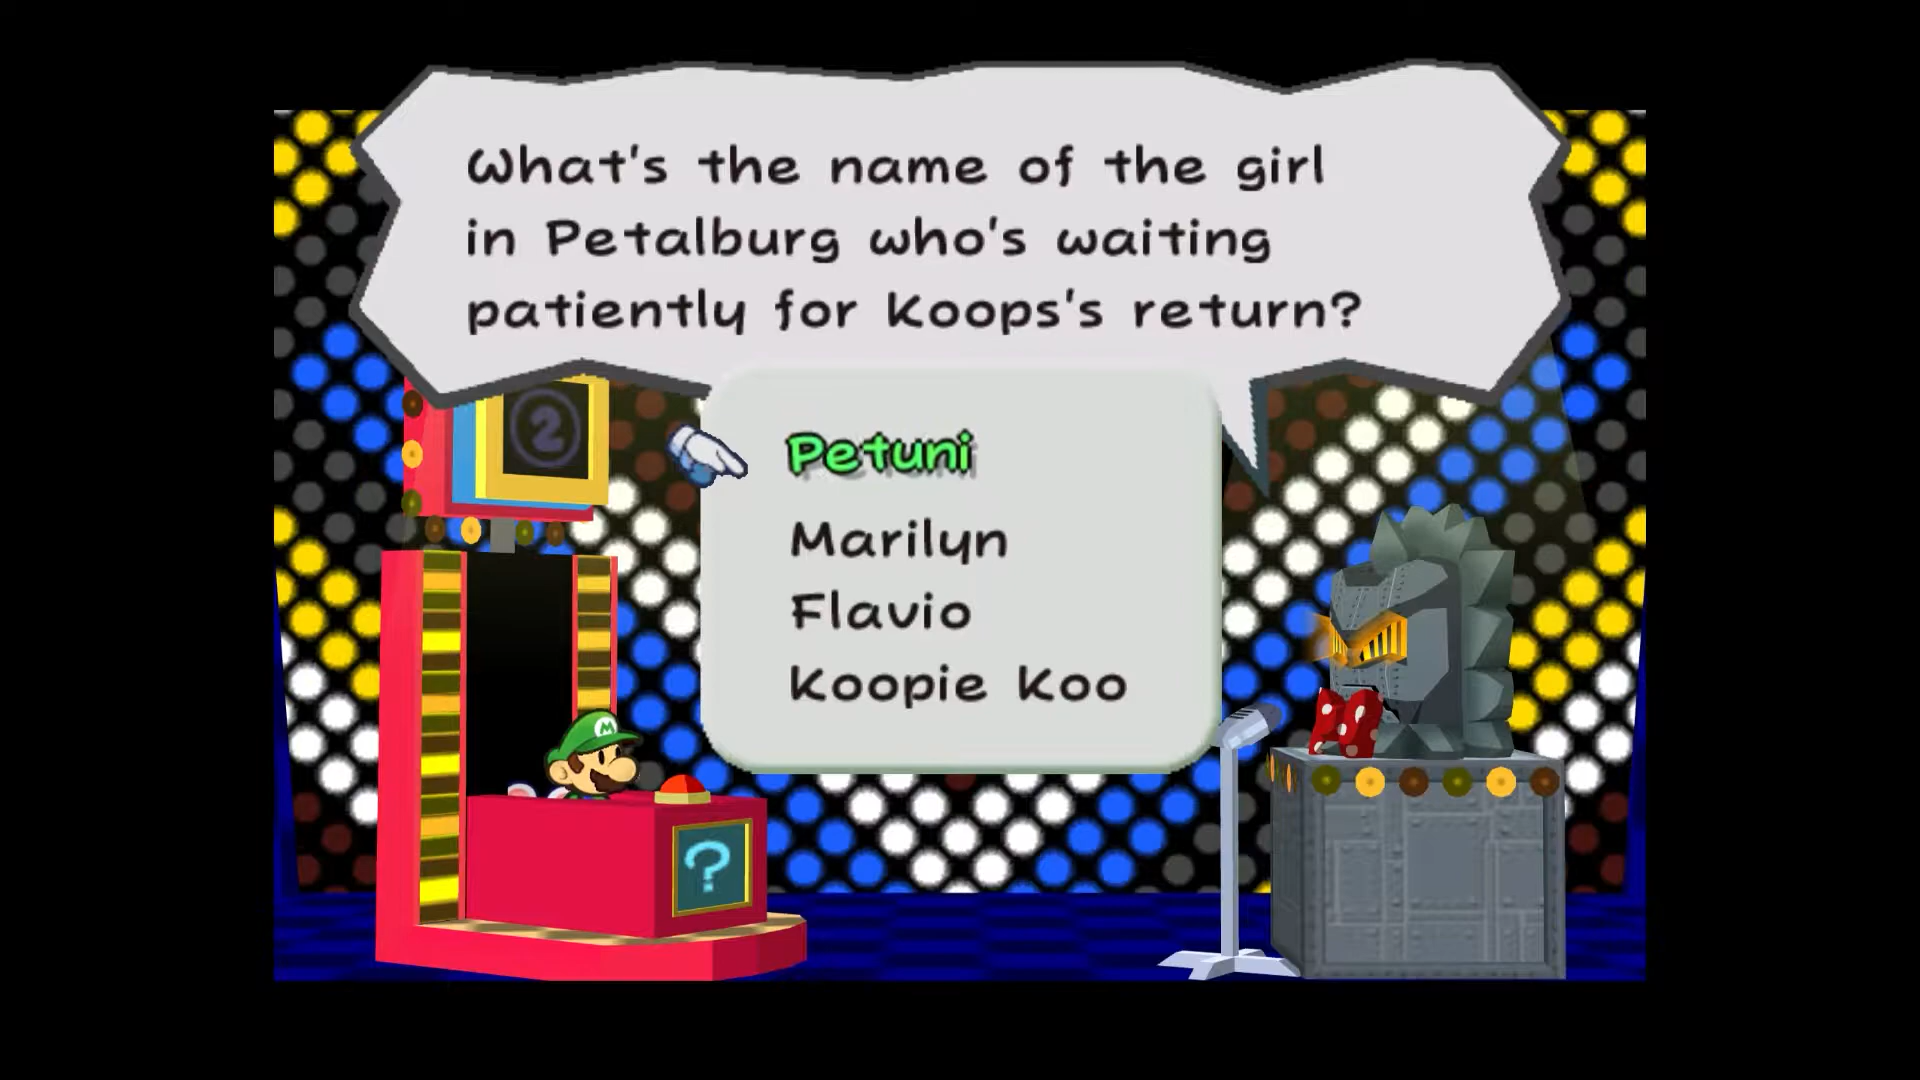 What's the name of the girl
in Petalburg who's waiting
patiently for Koops's return?
2
Petuni
Marilyn
Flavio
Koopie Koo
M
?